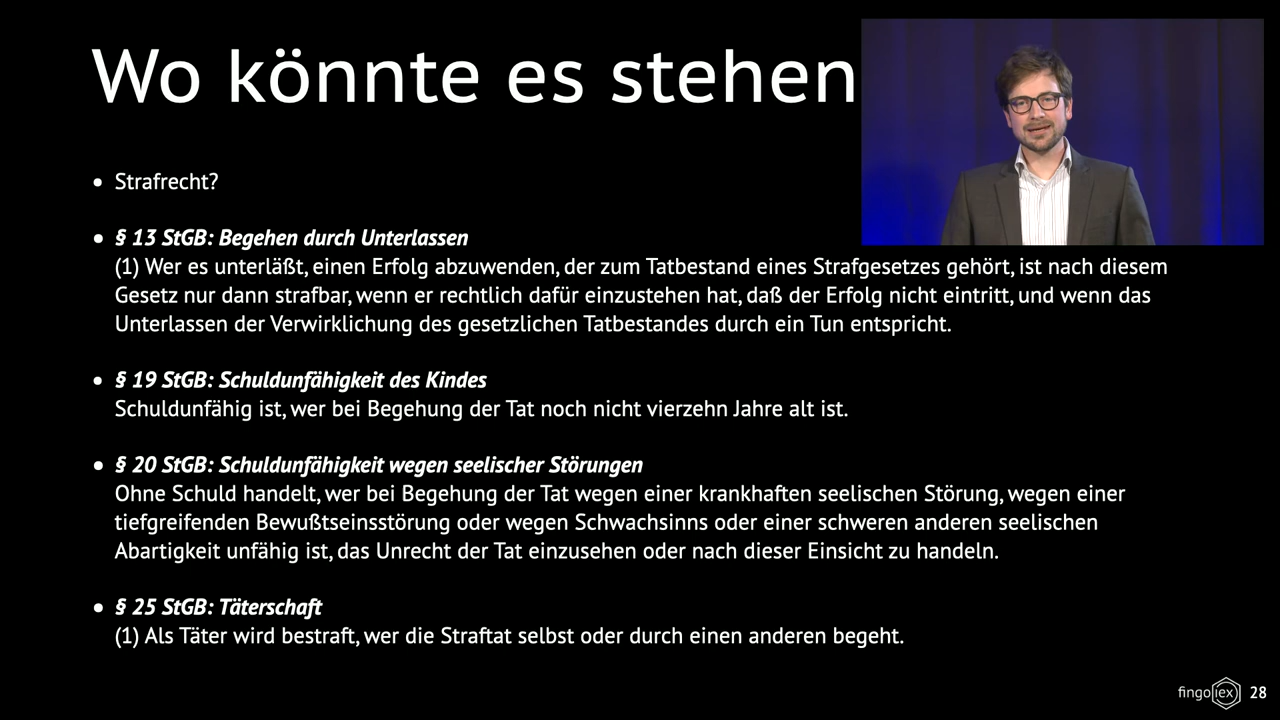 Wo könnte es stehen
• Strafrecht?
• § 13 StGB: Begehen durch Unterlassen
(1) Wer es unterläßt, einen Erfolg abzuwenden, der zum Tatbestand eines Strafgesetzes gehört, ist nach diesem
Gesetz nur dann strafbar, wenn er rechtlich dafür einzustehen hat, daß der Erfolg nicht eintritt, und wenn das
Unterlassen der Verwirklichung des gesetzlichen Tatbestandes durch ein Tun entspricht.
• § 19 StGB: Schuldunfähigkeit des Kindes
Schuldunfähig ist, wer bei Begehung der Tat noch nicht vierzehn Jahre alt ist.
• § 20 StGB: Schuldunfähigkeit wegen seelischer Störungen
Ohne Schuld handelt, wer bei Begehung der Tat wegen einer krankhaften seelischen Störung, wegen einer
tiefgreifenden Bewußtseinsstörung oder wegen Schwachsinns oder einer schweren anderen seelischen
Abartigkeit unfähig ist, das Unrecht der Tat einzusehen oder nach dieser Einsicht zu handeln.
• § 25 StGB: Täterschaft
(1) Als Täter wird bestraft, wer die Straftat selbst oder durch einen anderen begeht.
fingolex 28